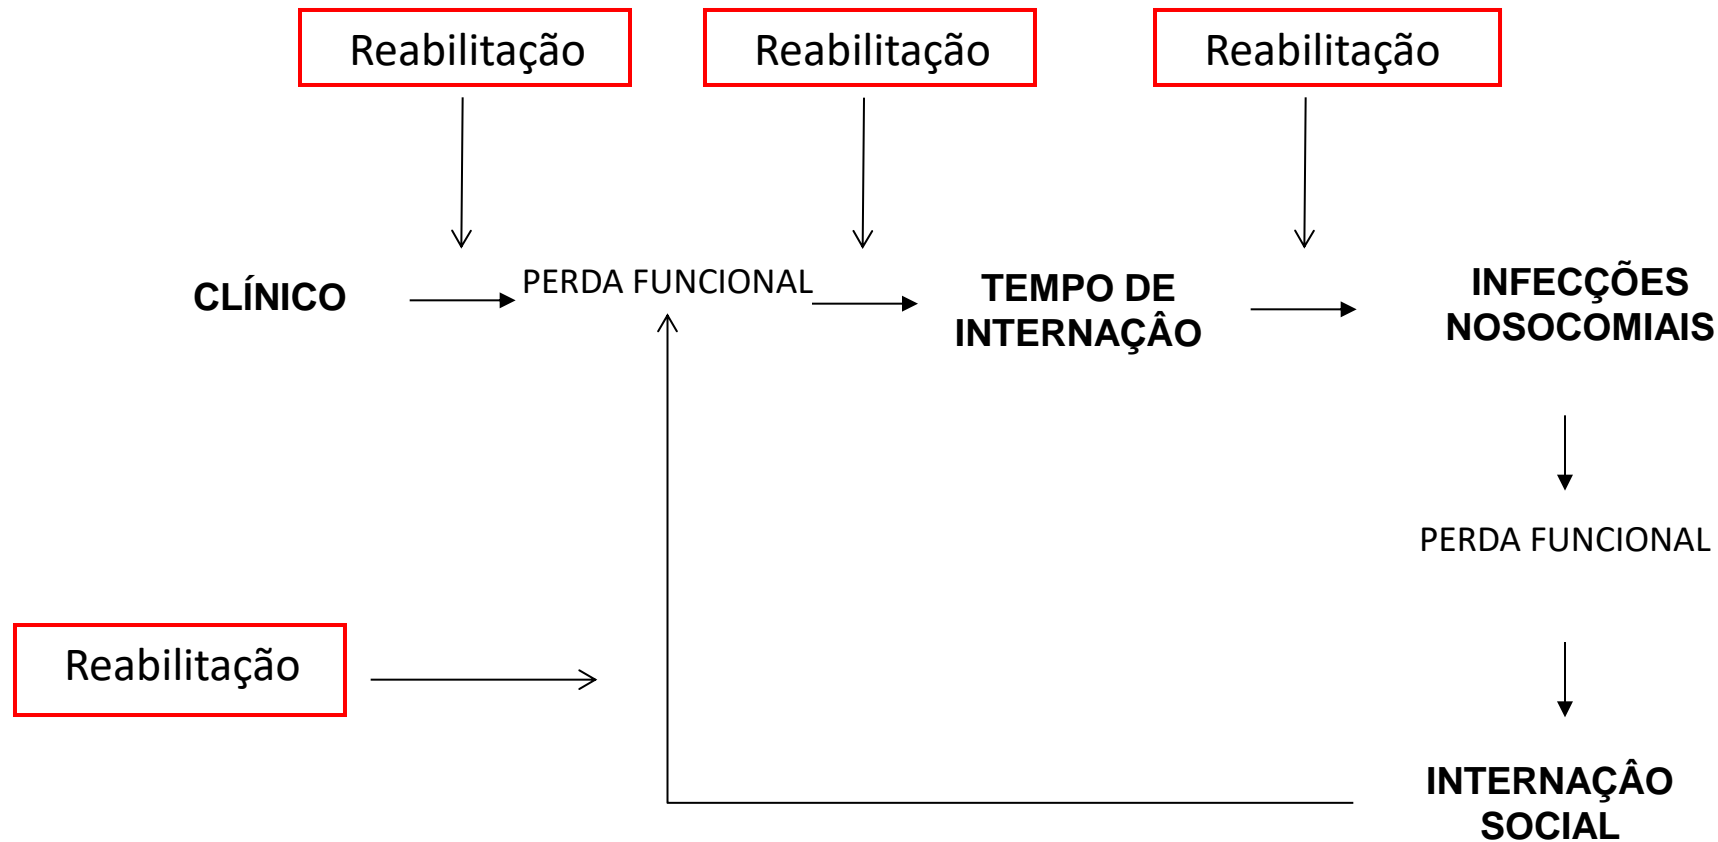 Reabilitação
Reabilitação
Reabilitação
CLÍNICO
PERDA FUNCIONAL
TEMPO DE
INTERNAÇÂO
INFECÇÕES
NOSOCOMIAIS
PERDA FUNCIONAL
Reabilitação
INTERNAÇÂO
SOCIAL